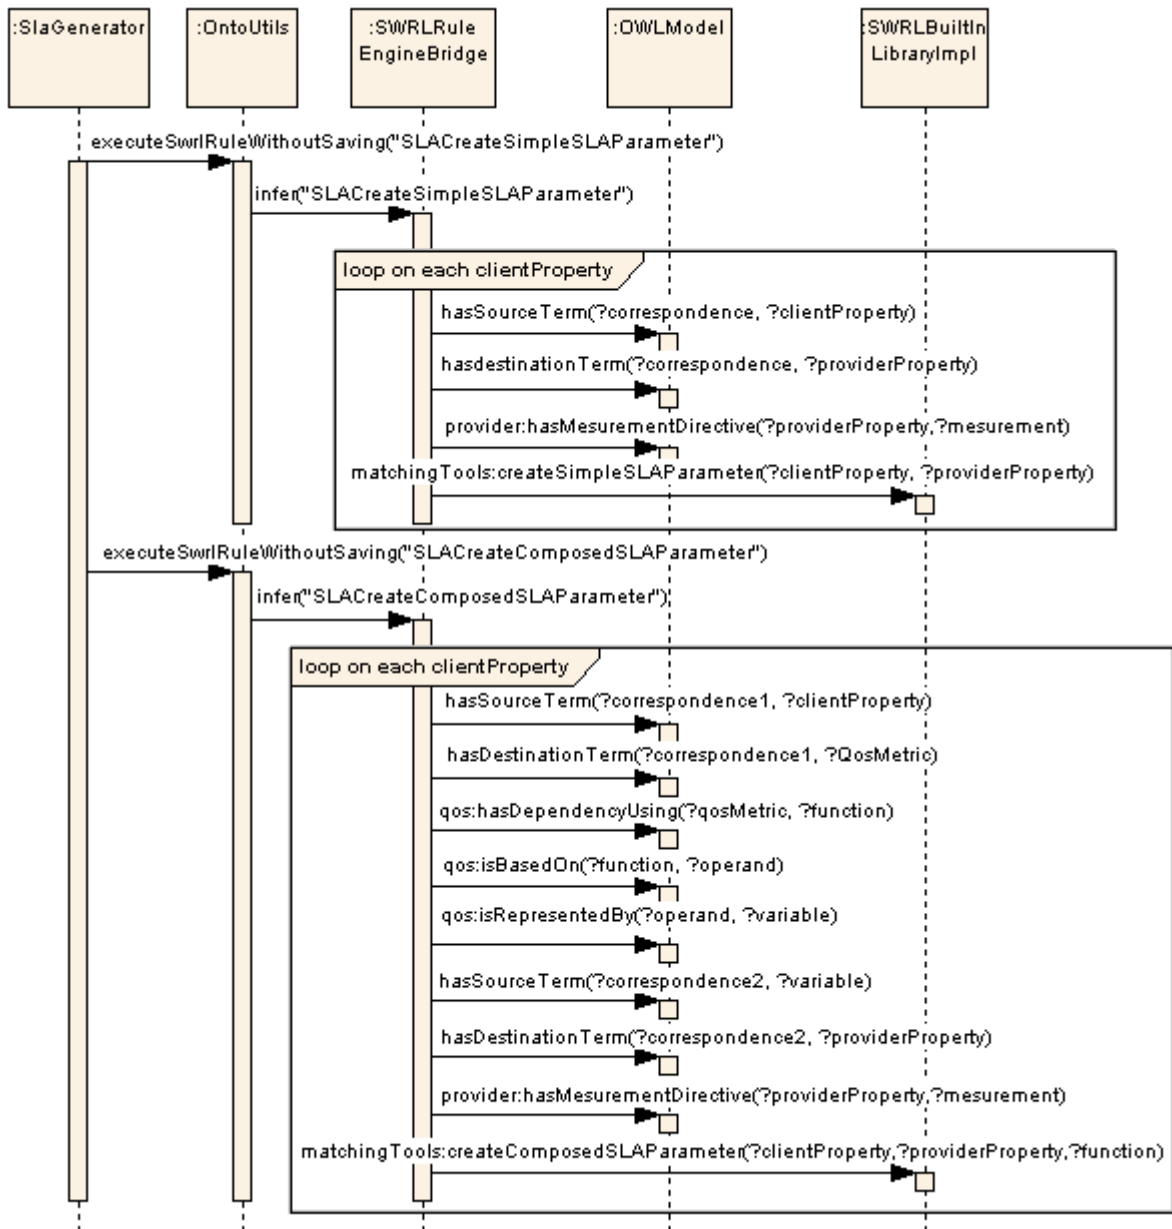 :SlaGenerator
:OntoUtils
:SWRLRule
EngineBridge
:OWLModel
:SWRLBuiltIn
LibraryImpl
executeSwrlRuleWithoutSaving("SLACreateSimpleSLAParameter")
infer("SLACreateSimpleSLAParameter")
loop on each clientProperty
hasSourceTerm(?correspondence, ?clientProperty)
hasdestinationTerm(?correspondence, ?providerProperty)
provider:hasMesurementDirective(?providerProperty,?mesurement)
matchingTools:createSimpleSLAParameter(?clientProperty, ?providerProperty)
executeSwrlRuleWithoutSaving("SLACreateComposedSLAParameter")
infer("SLACreateComposedSLAParameter")
loop on each clientProperty
hasSourceTerm(?correspondence1, ?clientProperty)
hasDestinationTerm(?correspondence1, ?QosMetric)
qos:hasDependencyUsing(?qosMetric, ?function)
qos:isBasedOn(?function, ?operand)
qos:isRepresentedBy(?operand, ?variable)
hasSourceTerm(?correspondence2, ?variable)
hasDestinationTerm(?correspondence2, ?providerProperty)
provider:hasMesurementDirective(?providerProperty,?mesurement)
matchingTools:createComposedSLAParameter(?clientProperty,?providerProperty,?function)